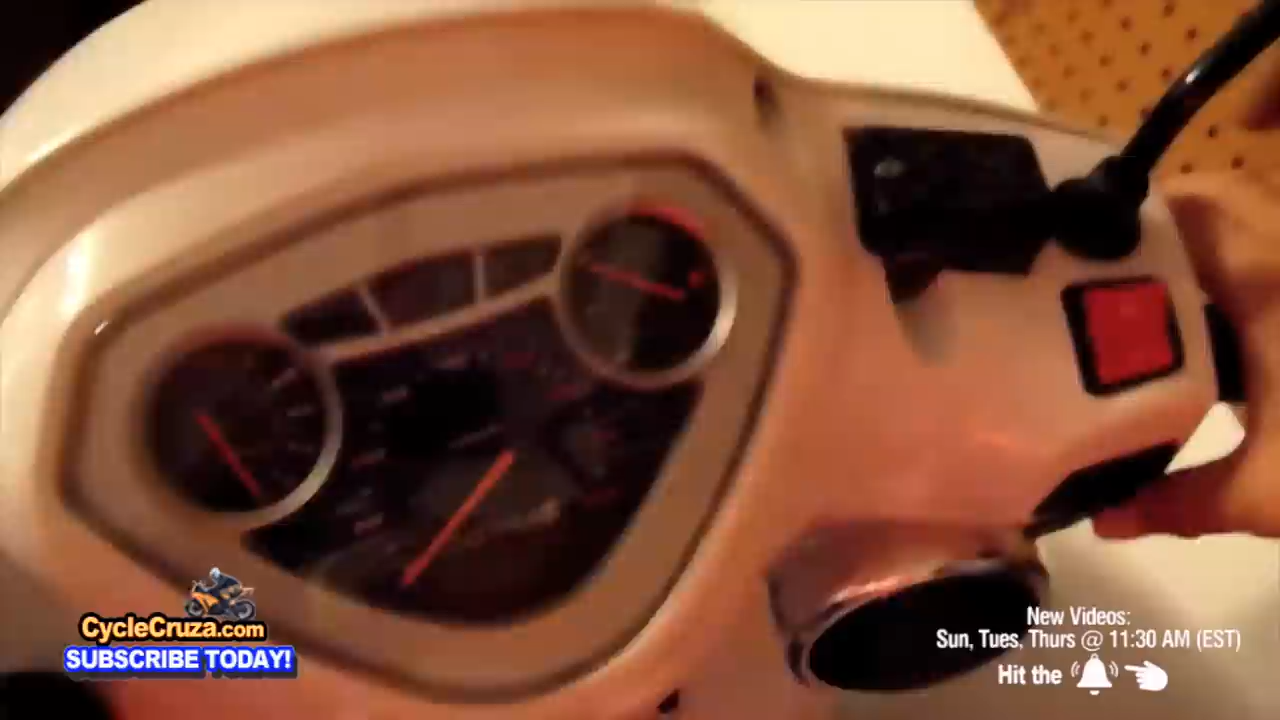 CycleCruza.com
SUBSCRIBE TODAY!
New Videos:
Sun, Tues, Thurs @ 11:30 AM (EST)
Hit the